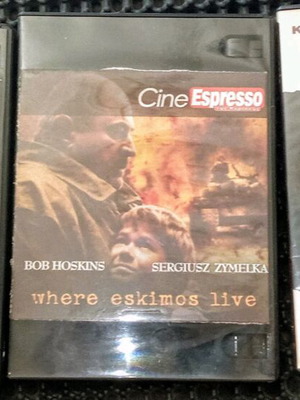 Cine Espresso
BOB HOSKINS SERGIUSZ ZYMELKA
where eskimos live
K